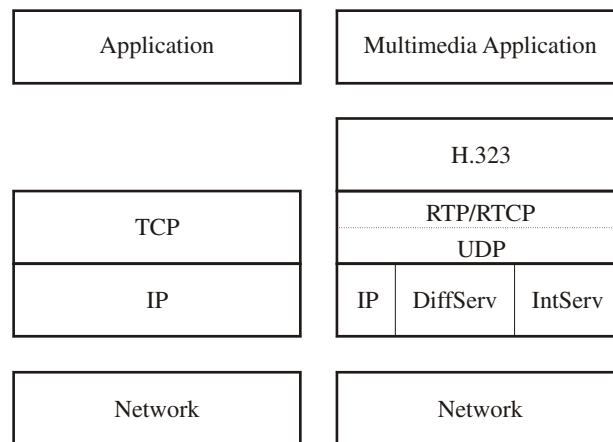 Application
Multimedia Application
H.323
TCP
RTP/RTCP
UDP
IP
IP
DiffServ
IntServ
Network
Network